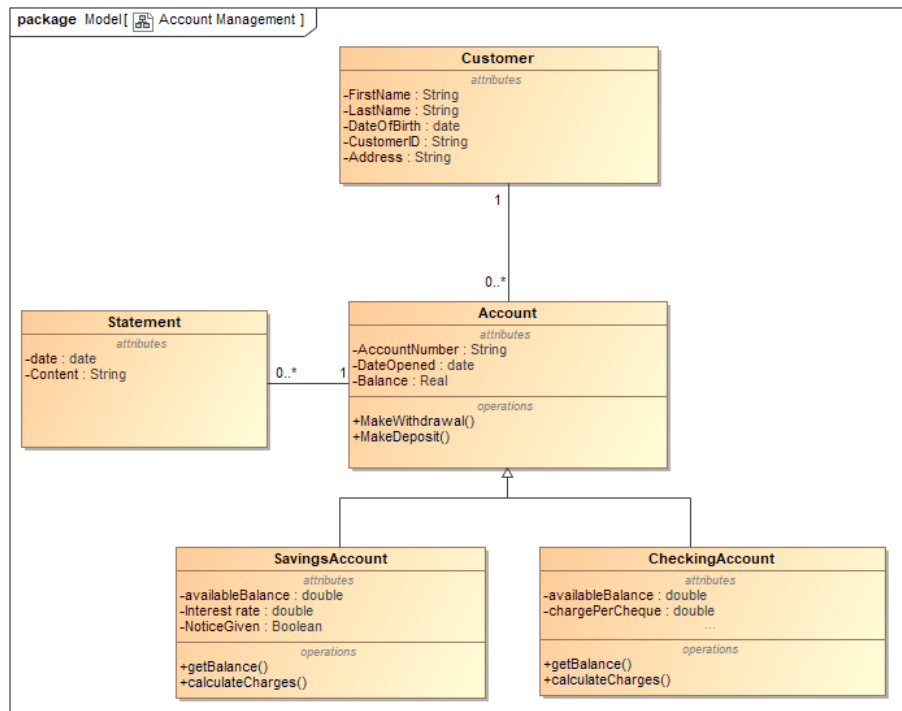 package Model[ Account Management ]
Customer
attributes
-FirstName : String
-LastName : String
-DateOfBirth : date
-CustomerID : String
-Address : String
1
0..*
Account
attributes
-AccountNumber : String
-DateOpened : date
-Balance : Real
operations
+MakeWithdrawal()
+MakeDeposit()
Statement
attributes
-date : date
-Content : String
0..*
1
SavingsAccount
attributes
-availableBalance : double
-Interest rate : double
-NoticeGiven : Boolean
operations
+getBalance()
+calculateCharges()
CheckingAccount
attributes
-availableBalance : double
-chargePerCheque : double
...
operations
+getBalance()
+calculateCharges()